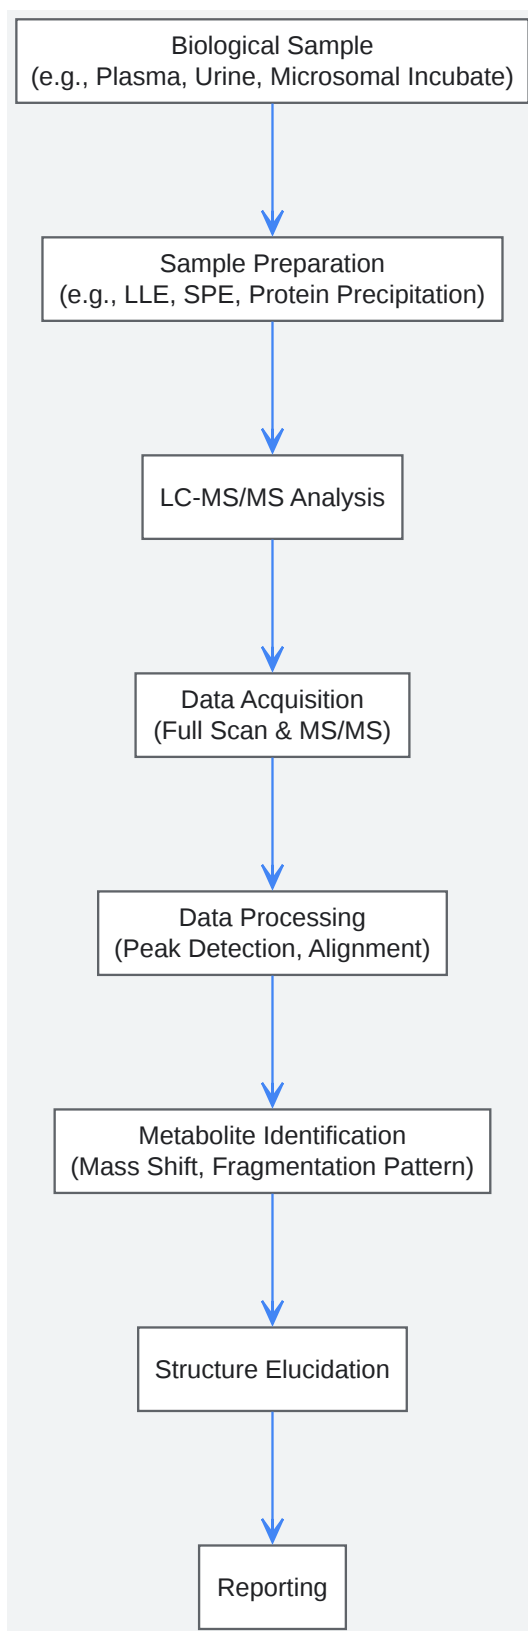 Biological Sample
(e.g., Plasma, Urine, Microsomal Incubate)
Sample Preparation
(e.g., LLE, SPE, Protein Precipitation)
LC-MS/MS Analysis
Data Acquisition
(Full Scan & MS/MS)
Data Processing
(Peak Detection, Alignment)
Metabolite Identification
(Mass Shift, Fragmentation Pattern)
Structure Elucidation
Reporting